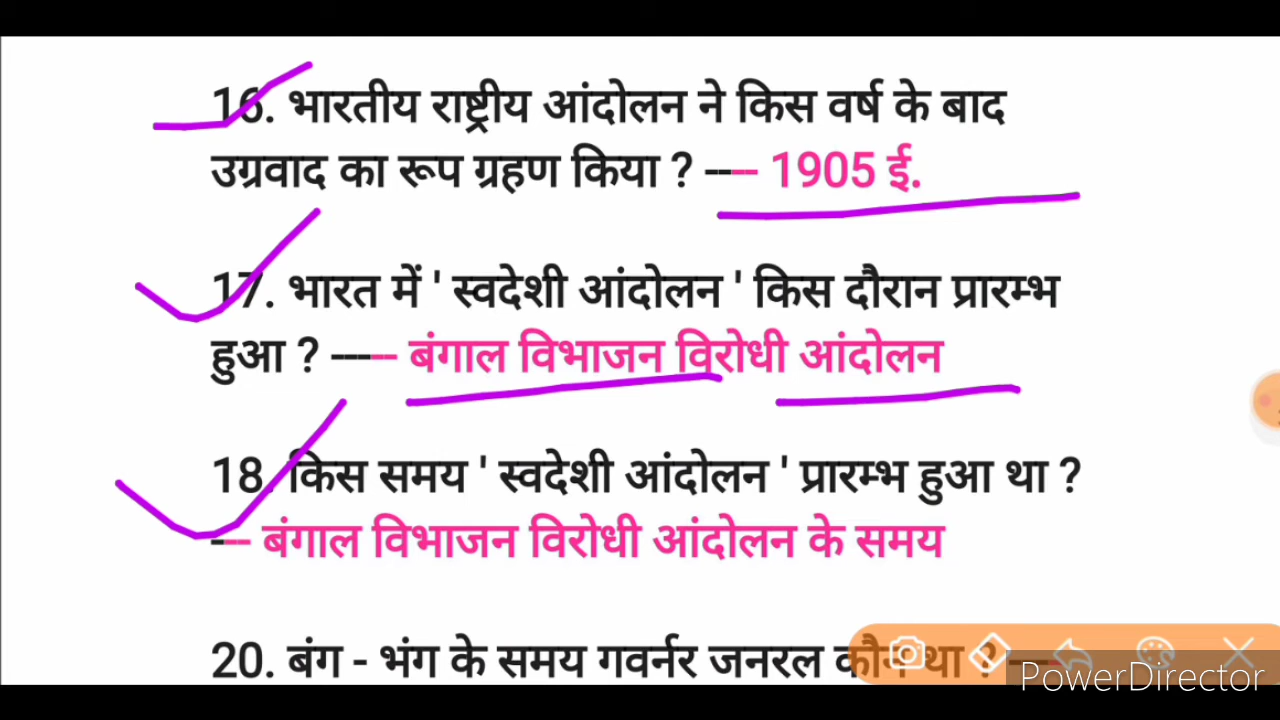 16. भारतीय राष्ट्रीय आंदोलन ने किस वर्ष के बाद
उग्रवाद का रूप ग्रहण किया ? ---- 1905 ई.
17. भारत में ' स्वदेशी आंदोलन ' किस दौरान प्रारम्भ
हुआ ? ----- बंगाल विभाजन विरोधी आंदोलन
18. किस समय ' स्वदेशी आंदोलन ' प्रारम्भ हुआ था ?
--- बंगाल विभाजन विरोधी आंदोलन के समय
20. बंग - भंग के समय गवर्नर जनरल कौन था ? ---
PowerDirector